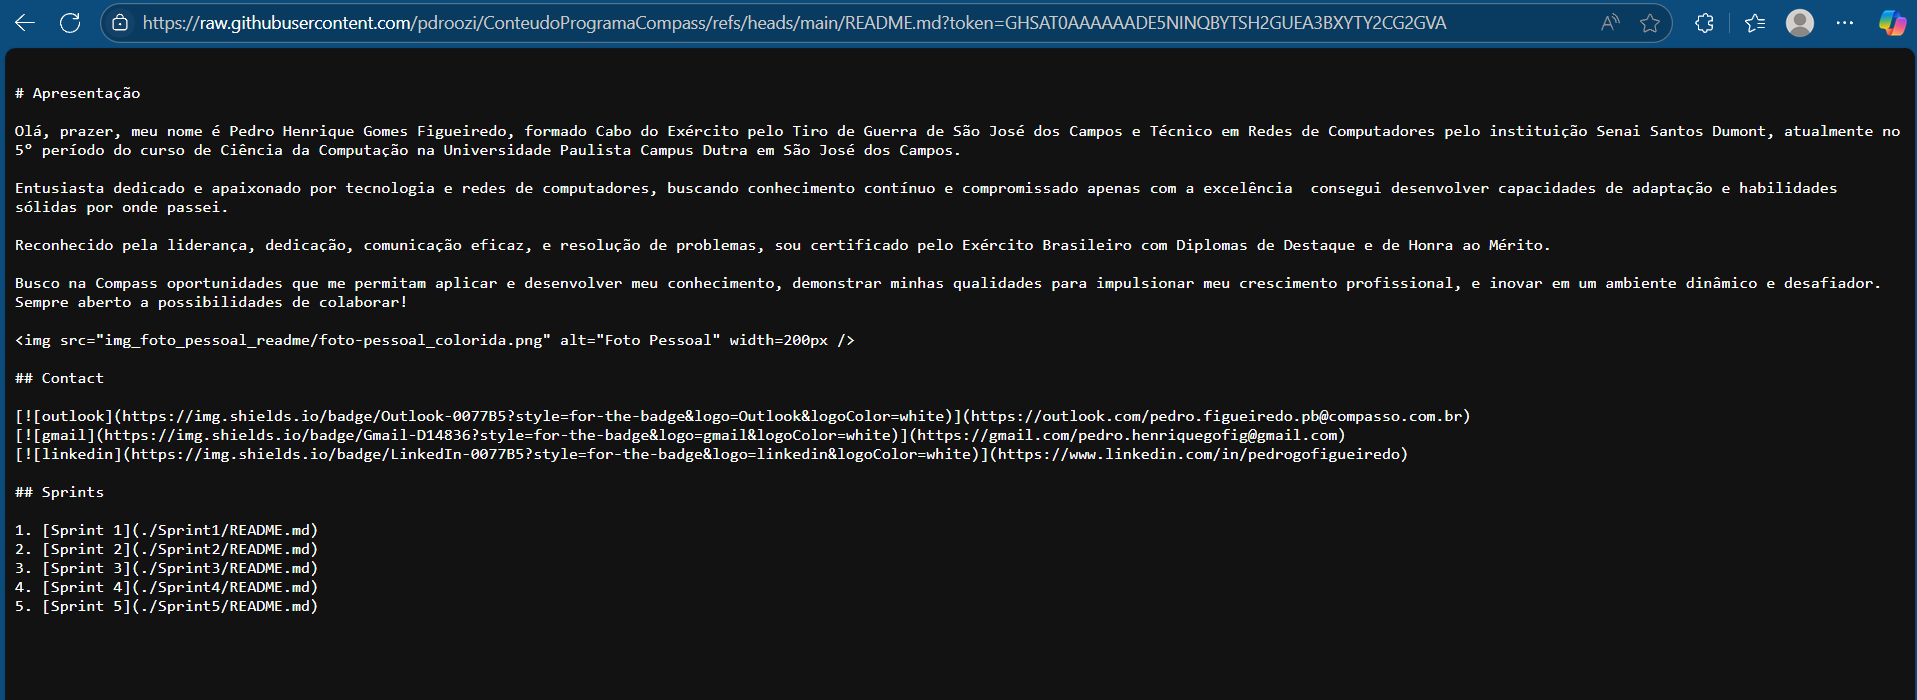 https://raw.githubusercontent.com/pdroozi/ConteudoProgramaCompass/refs/heads/main/README.md?token=GHSAT0AAAAAADE5NINQBYTSH2GUEA3BXYTY2CG2GVA
# Apresentação
Olá, prazer, meu nome é Pedro Henrique Gomes Figueiredo, formado Cabo do Exército pelo Tiro de Guerra de São José dos Campos e Técnico em Redes de Computadores pelo instituição Senai Santos Dumont, atualmente no
5º período do curso de Ciência da Computação na Universidade Paulista Campus Dutra em São José dos Campos.
Entusiasta dedicado e apaixonado por tecnologia e redes de computadores, buscando conhecimento contínuo e compromissado apenas com a excelência  consegui desenvolver capacidades de adaptação e habilidades
sólidas por onde passei.
Reconhecido pela liderança, dedicação, comunicação eficaz, e resolução de problemas, sou certificado pelo Exército Brasileiro com Diplomas de Destaque e de Honra ao Mérito.
Busco na Compass oportunidades que me permitam aplicar e desenvolver meu conhecimento, demonstrar minhas qualidades para impulsionar meu crescimento profissional, e inovar em um ambiente dinâmico e desafiador.
Sempre aberto a possibilidades de colaborar!
<img src="img_foto_pessoal_readme/foto-pessoal_colorida.png" alt="Foto Pessoal" width=200px />
## Contact
[![outlook](https://img.shields.io/badge/Outlook-0077B5?style=for-the-badge&logo=Outlook&logoColor=white)](https://outlook.com/pedro.figueiredo.pb@compasso.com.br)
[![gmail](https://img.shields.io/badge/Gmail-D14836?style=for-the-badge&logo=gmail&logoColor=white)](https://gmail.com/pedro.henriquegofig@gmail.com)
[![linkedin](https://img.shields.io/badge/LinkedIn-0077B5?style=for-the-badge&logo=linkedin&logoColor=white)](https://www.linkedin.com/in/pedrogofigueiredo)
## Sprints
1. [Sprint 1](./Sprint1/README.md)
2. [Sprint 2](./Sprint2/README.md)
3. [Sprint 3](./Sprint3/README.md)
4. [Sprint 4](./Sprint4/README.md)
5. [Sprint 5](./Sprint5/README.md)